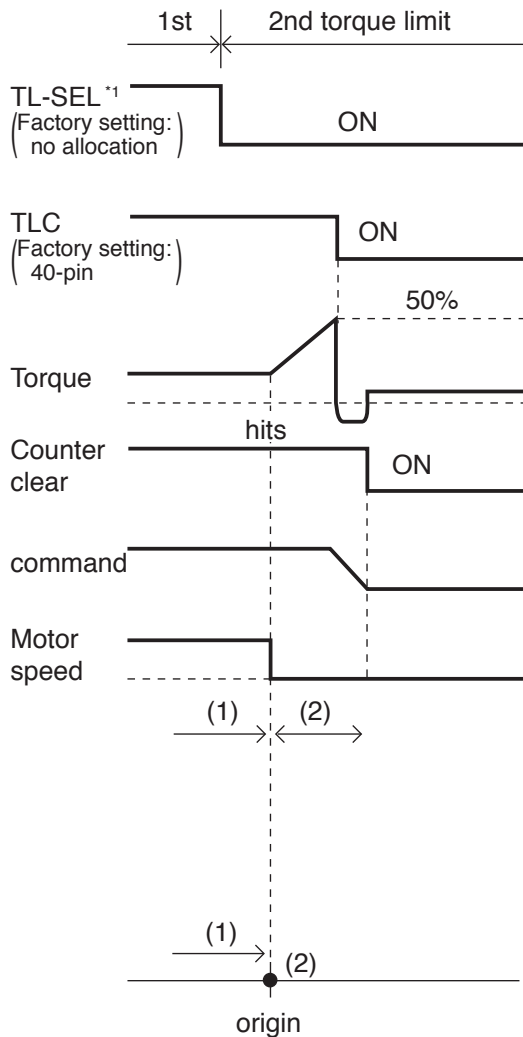 1st 2nd torque limit
TL-SEL *1
(Factory setting:
no allocation)
ON
TLC
(Factory setting:
40-pin)
ON
50%
Torque
hits
Counter
clear
ON
command
Motor
speed
(1) (2)
(1)
(2)
origin